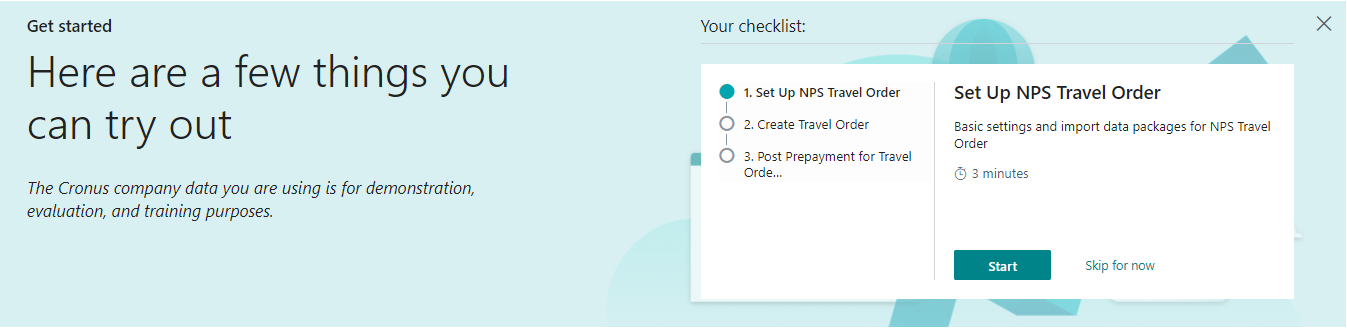 Get started
Here are a few things you
can try out
The Cronus company data you are using is for demonstration,
evaluation, and training purposes.
Your checklist:
1. Set Up NPS Travel Order
2. Create Travel Order
3. Post Prepayment for Travel
Orde...
Set Up NPS Travel Order
Basic settings and import data packages for NPS Travel
Order
3 minutes
Start
Skip for now